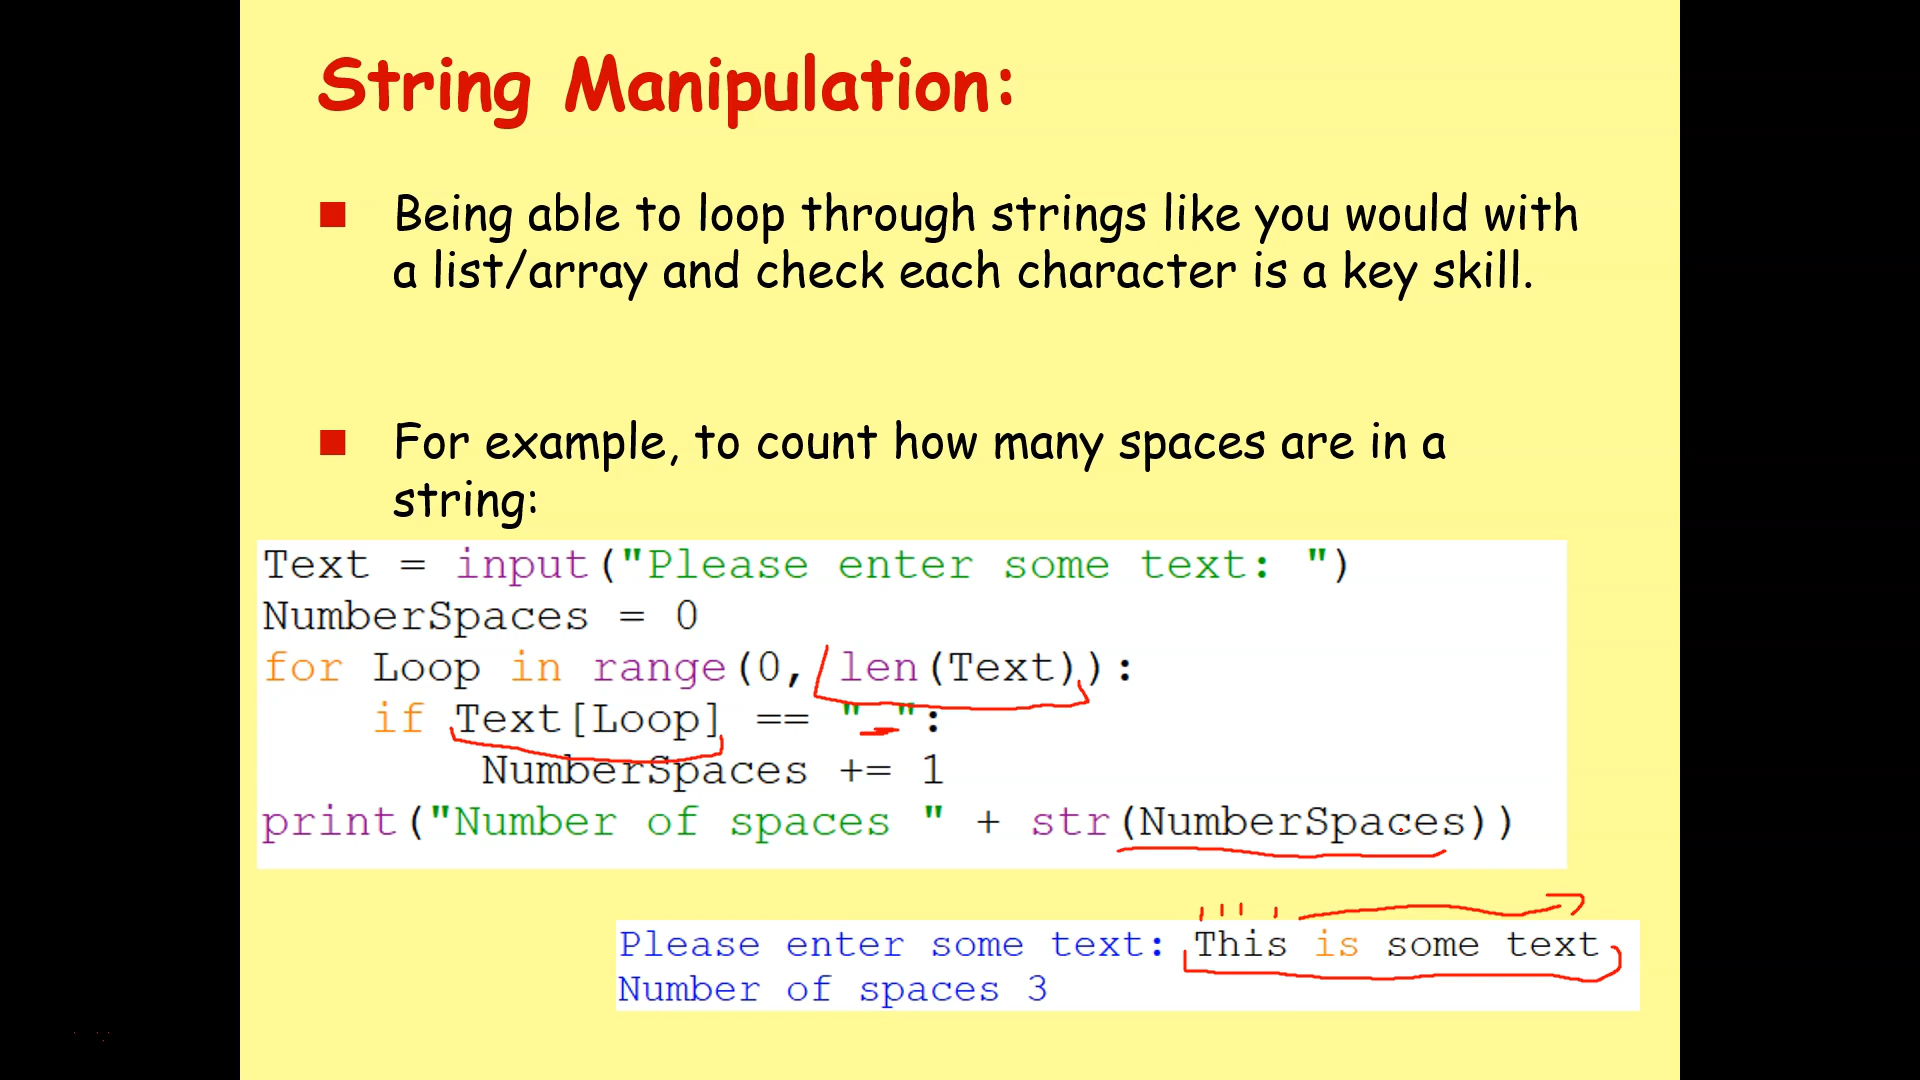 String Manipulation:
Being able to loop through strings like you would with
a list/array and check each character is a key skill.
For example, to count how many spaces are in a
string:
Text = input("Please enter some text: ")
NumberSpaces = 0
for Loop in range(0, len(Text)):
    if Text[Loop] == " ":
        NumberSpaces += 1
print("Number of spaces " + str(NumberSpaces))
Please enter some text: This is some text
Number of spaces 3